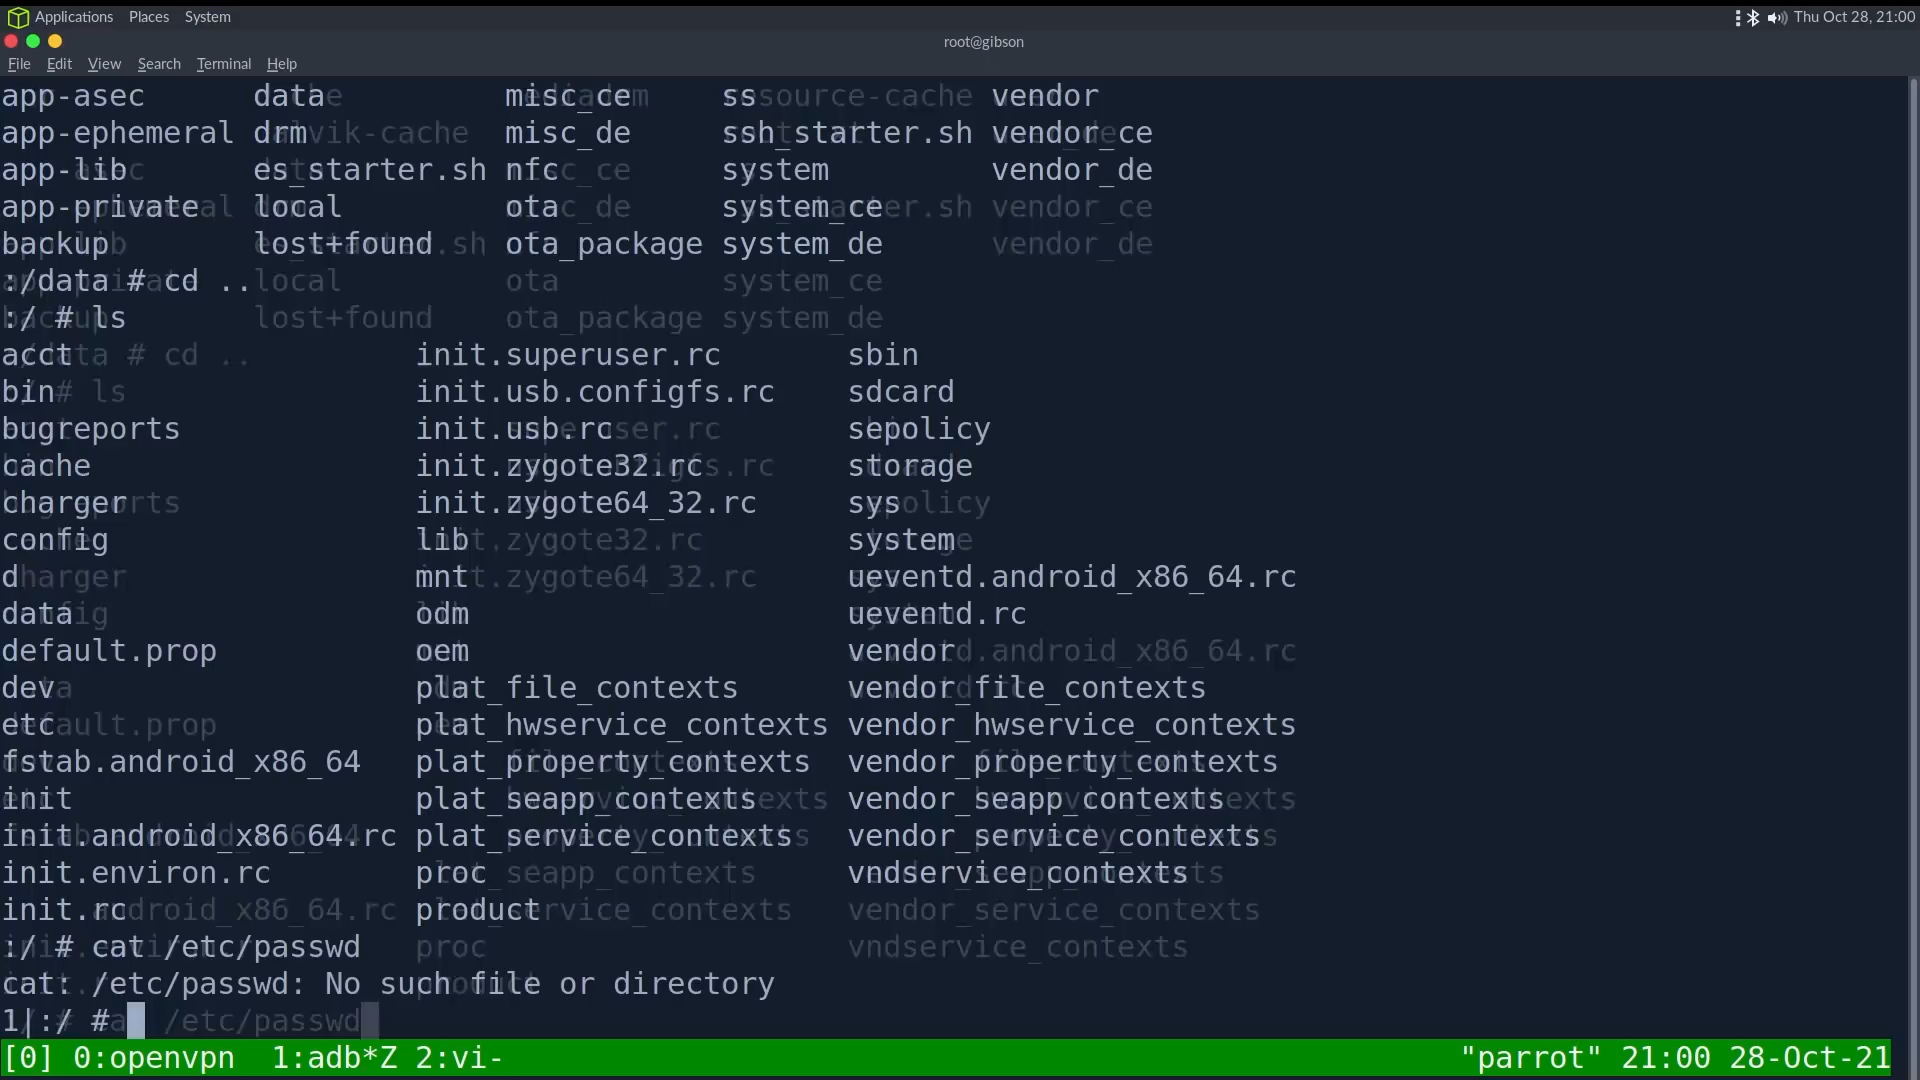 Applications Places System Thu Oct 28, 21:00
root@gibson
File Edit View Search Terminal Help
app-asec data misc_ce ss vendor
app-ephemeral drm misc_de ssh_starter.sh vendor_ce
app-lib es_starter.sh nfc system vendor_de
app-private local ota system_ce
backup lost+found ota_package system_de
:/data # cd ..
:/ # ls
acct init.superuser.rc sbin
bin init.usb.configfs.rc sdcard
bugreports init.usb.rc sepolicy
cache init.zygote32.rc storage
charger init.zygote64_32.rc sys
config lib system
d mnt ueventd.android_x86_64.rc
data odm ueventd.rc
default.prop oem vendor
dev plat_file_contexts vendor_file_contexts
etc plat_hwservice_contexts vendor_hwservice_contexts
fstab.android_x86_64 plat_property_contexts vendor_property_contexts
init plat_seapp_contexts vendor_seapp_contexts
init.android_x86_64.rc plat_service_contexts vendor_service_contexts
init.environ.rc proc vndservice_contexts
init.rc product
:/ # cat /etc/passwd
cat: /etc/passwd: No such file or directory
1|:/ #
[0] 0:openvpn 1:adb*Z 2:vi- "parrot" 21:00 28-Oct-21